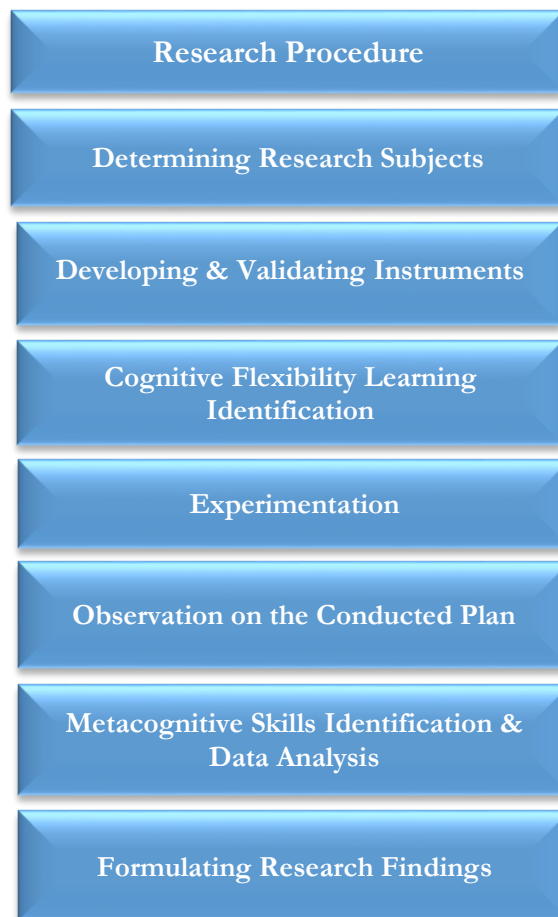 Research Procedure
Determining Research Subjects
Developing & Validating Instruments
Cognitive Flexibility Learning
Identification
Experimentation
Observation on the Conducted Plan
Metacognitive Skills Identification &
Data Analysis
Formulating Research Findings